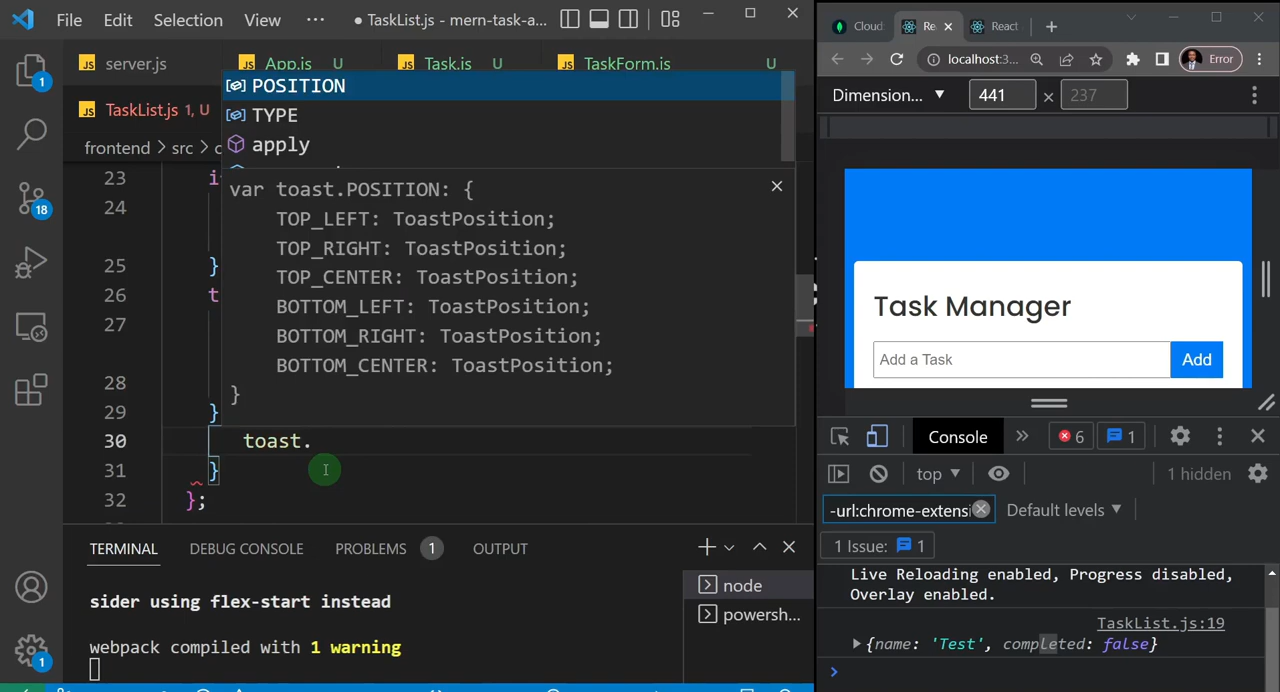 File Edit Selection View ··· ● TaskList.js - mern-task-a...
server.js App.js U Task.js U TaskForm.js U
TaskList.js 1, U
frontend > src >
POSITION
TYPE
apply
var toast.POSITION: {
TOP_LEFT: ToastPosition;
TOP_RIGHT: ToastPosition;
TOP_CENTER: ToastPosition;
BOTTOM_LEFT: ToastPosition;
BOTTOM_RIGHT: ToastPosition;
BOTTOM_CENTER: ToastPosition;
}
23
24
25 }
26 t
27
28
29 }
30 toast.
31 }
32 };
1
18
1
TERMINAL DEBUG CONSOLE PROBLEMS 1 OUTPUT
sider using flex-start instead
webpack compiled with 1 warning
node
powersh...
Cloud Re React
localhost:3... Error
Dimension... 441 × 237
Task Manager
Add a Task Add
Console » 6 1
top 1 hidden
-url:chrome-extensi Default levels
1 Issue: 1
Live Reloading enabled, Progress disabled,
Overlay enabled.
TaskList.js:19
{name: 'Test', completed: false}
>